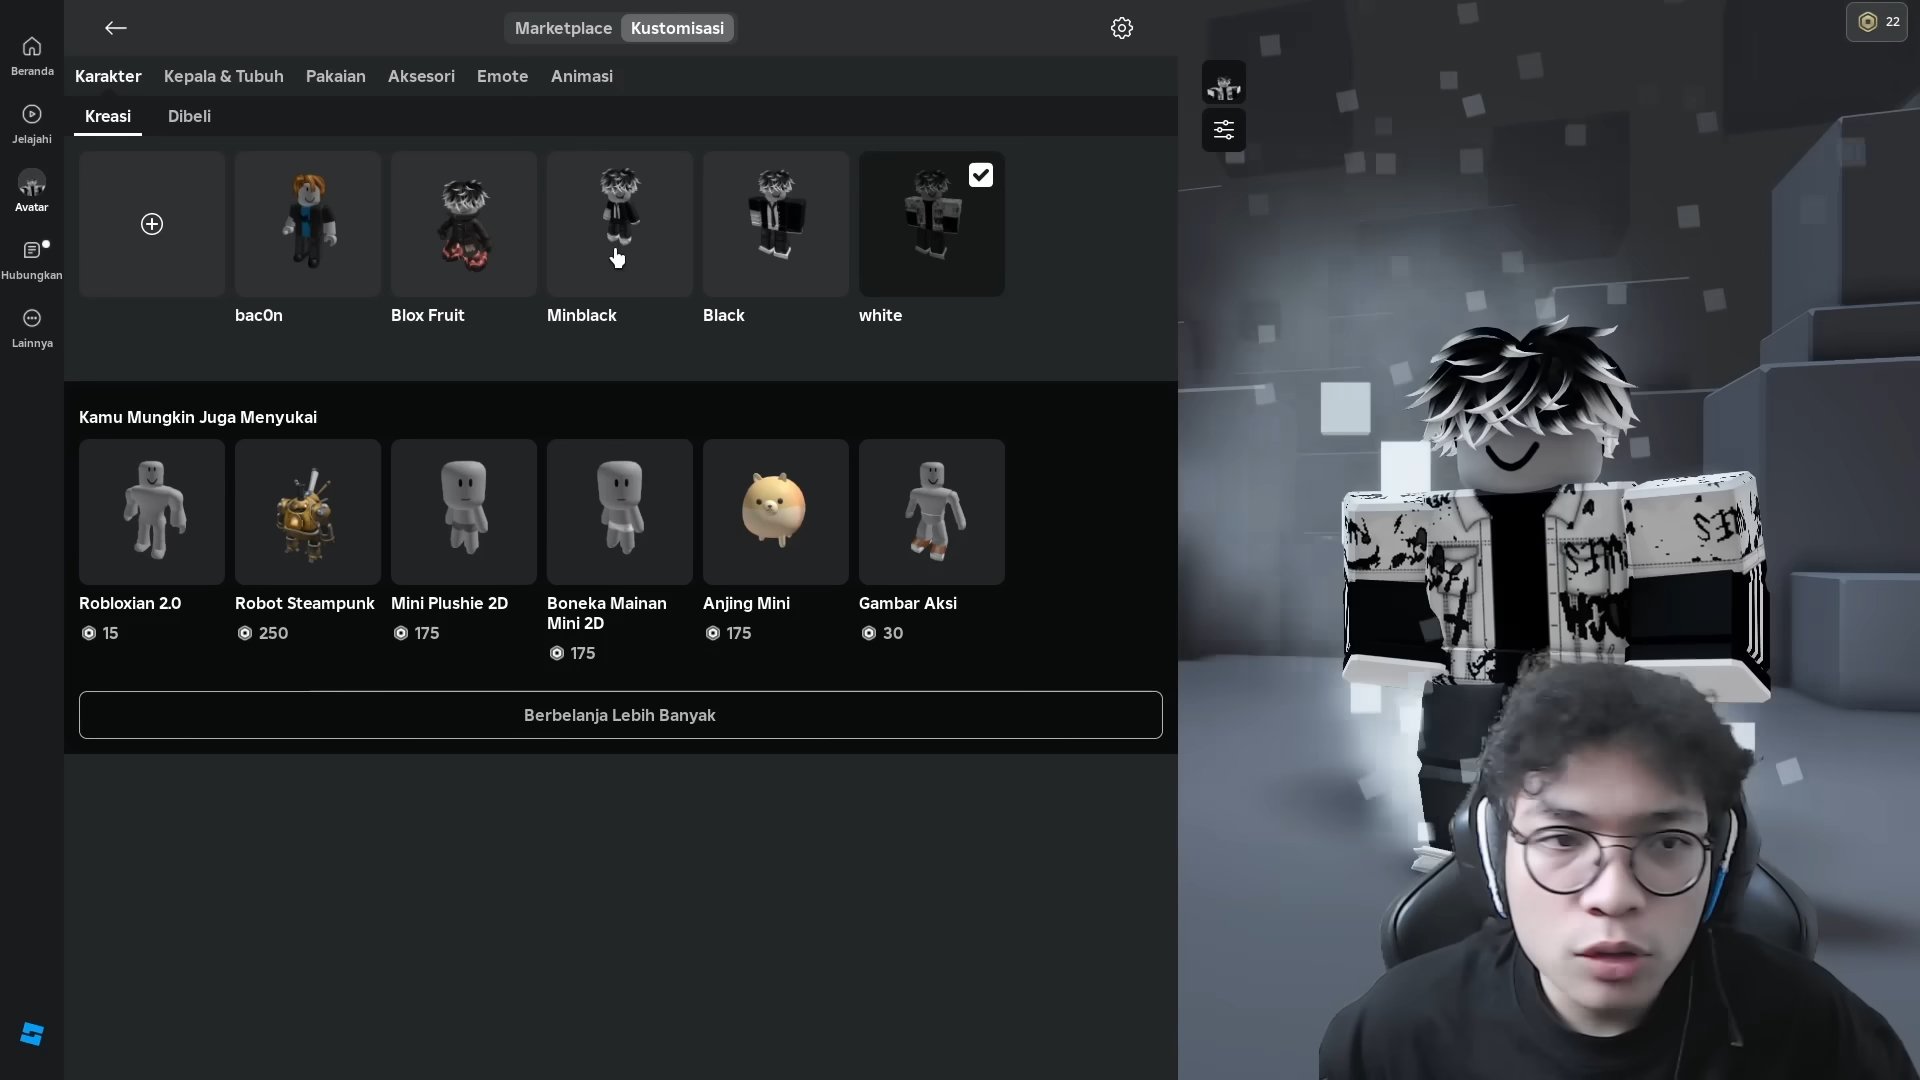 Marketplace Kustomisasi
22
Beranda
Jelajahi
Avatar
Hubungkan
Lainnya
Karakter Kepala & Tubuh Pakaian Aksesori Emote Animasi
Kreasi Dibeli
bac0n Blox Fruit Minblack Black white
Kamu Mungkin Juga Menyukai
Robloxian 2.0
15
Robot Steampunk
250
Mini Plushie 2D
175
Boneka Mainan
Mini 2D
175
Anjing Mini
175
Gambar Aksi
30
Berbelanja Lebih Banyak